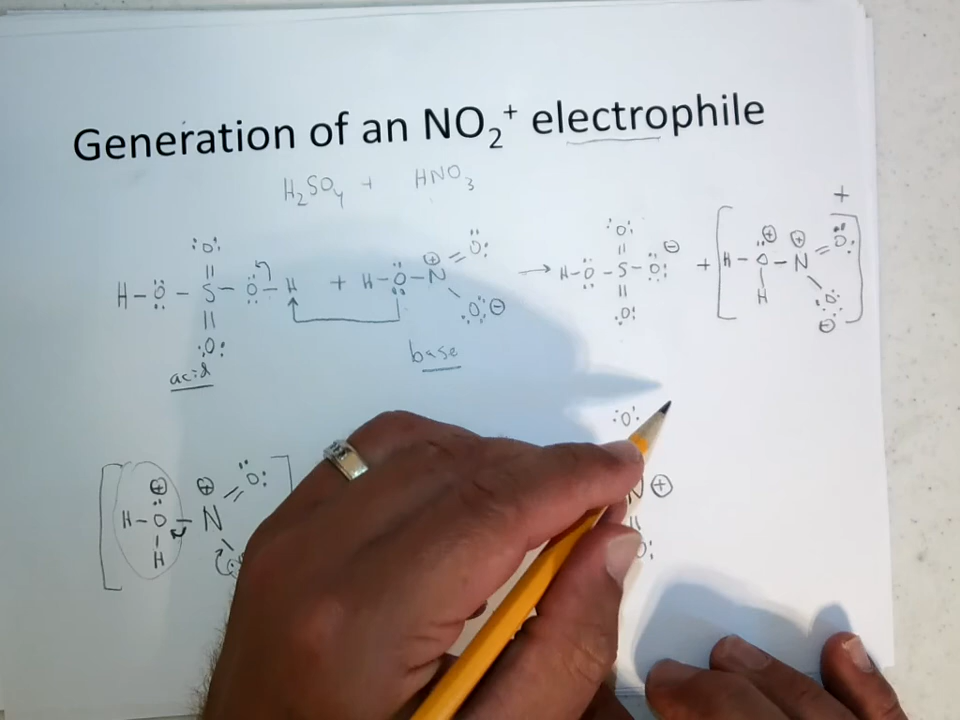 Generation of an NO₂⁺ electrophile
H₂SO₄ + HNO₃
:O: :O: ⊖ +
H–O–S–O–H + H–O–N⊕=O: O⊖ → H–O–S–O: + [H–O⊕–N⊕=O: H :O: ⊖]
:O: :O:
acid base
:O:
[H–O⊕–N⊕=O: H N⊕
O: